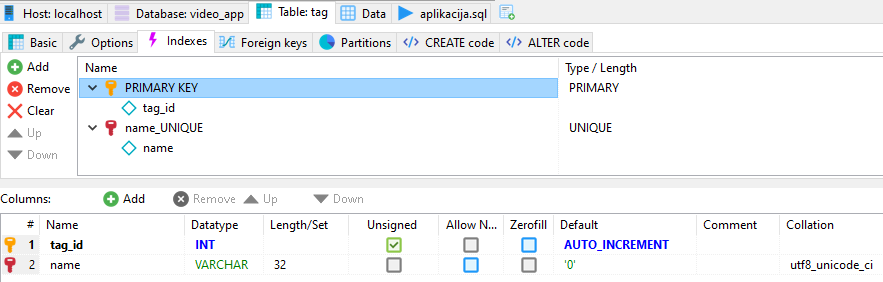 Host: localhost Database: video_app Table: tag Data aplikacija.sql
Basic Options Indexes Foreign keys Partitions CREATE code ALTER code
Add Name Type / Length
Remove PRIMARY KEY PRIMARY
Clear tag_id
Up name_UNIQUE UNIQUE
Down name
Columns: Add Remove Up Down
# Name Datatype Length/Set Unsigned Allow N... Zerofill Default Comment Collation
1 tag_id INT AUTO_INCREMENT
2 name VARCHAR 32 '0' utf8_unicode_ci